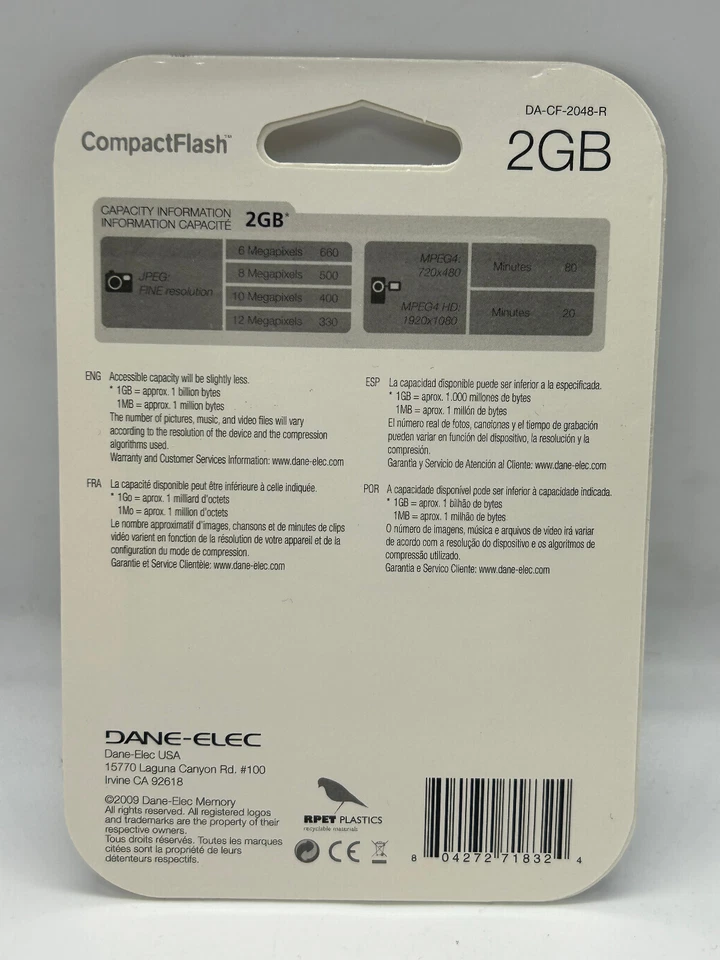 DA-CF-2048-R
CompactFlash™
2GB
CAPACITY INFORMATION
INFORMATION CAPACITÉ
2GB*
JPEG:
FINE resolution
6 Megapixels 660
8 Megapixels 500
10 Megapixels 400
12 Megapixels 330
MPEG4:
720x480
Minutes 80
MPEG4 HD:
1920x1080
Minutes 20
ENG Accessible capacity will be slightly less.
* 1GB = approx. 1 billion bytes
1MB = approx. 1 million bytes
The number of pictures, music, and video files will vary
according to the resolution of the device and the compression
algorithms used.
Warranty and Customer Services Information: www.dane-elec.com
FRA La capacité disponible peut être inférieure à celle indiquée.
* 1Go = aprox. 1 milliard d'octets
1Mo = aprox. 1 million d'octets
Le nombre approximatif d'images, chansons et de minutes de clips
vidéo varient en fonction de la résolution de votre appareil et de la
configuration du mode de compression.
Garantie et Service Clientèle: www.dane-elec.com
ESP La capacidad disponible puede ser inferior a la especificada.
* 1GB = aprox. 1.000 millones de bytes
1MB = aprox. 1 millón de bytes
El número real de fotos, canciones y el tiempo de grabación
pueden variar en función del dispositivo, la resolución y la
compresión.
Garantía y Servicio de Atención al Cliente: www.dane-elec.com
POR A capacidade disponível pode ser inferior à capacidade indicada.
* 1GB = aprox. 1 bilhão de bytes
1MB = aprox. 1 milhão de bytes
O número de imagens, música e arquivos de vídeo irá variar
de acordo com a resolução do dispositivo e os algoritmos de
compressão utilizado.
Garantia e Servico Cliente: www.dane-elec.com
DANE-ELEC
Dane-Elec USA
15770 Laguna Canyon Rd. #100
Irvine CA 92618
©2009 Dane-Elec Memory
All rights reserved. All registered logos
and trademarks are the property of their
respective owners.
Tous droits réservés. Toutes les marques
citées sont la propriété de leurs
détenteurs respectifs.
RPET PLASTICS
recyclable materials
CE
8 04272 71832 4